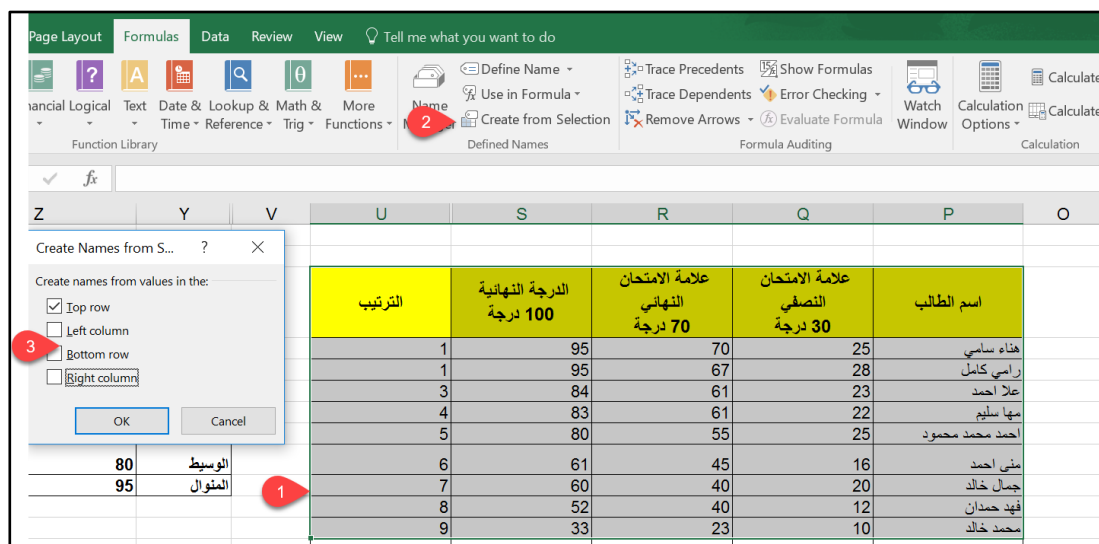 Page Layout Formulas Data Review View Tell me what you want to do
ancial Logical Text Date & Lookup & Math & More
Time Reference Trig Functions
Function Library
Name
Define Name
Use in Formula
2 Create from Selection
Defined Names
Trace Precedents Show Formulas
Trace Dependents Error Checking
Remove Arrows Evaluate Formula
Formula Auditing
Watch
Window
Calculation
Options
Calculate
Calculate
Calculation
fx
Z Y V U S R Q P O
Create Names from S... ? ×
Create names from values in the:
Top row
Left column
3 Bottom row
Right column
OK Cancel
اسم الطالب
علامة الامتحان
النصفي
30 درجة
علامة الامتحان
النهائي
70 درجة
الدرجة النهائية
100 درجة
الترتيب
هناء سامي 25 70 95 1
رامي كامل 28 67 95 1
علا احمد 23 61 84 3
مها سليم 22 61 83 4
احمد محمد محمود 25 55 80 5
منى احمد 16 45 61 6
جمال خالد 20 40 60 7
فهد حمدان 12 40 52 8
محمد خالد 10 23 33 9
الوسيط 80
المنوال 95
1